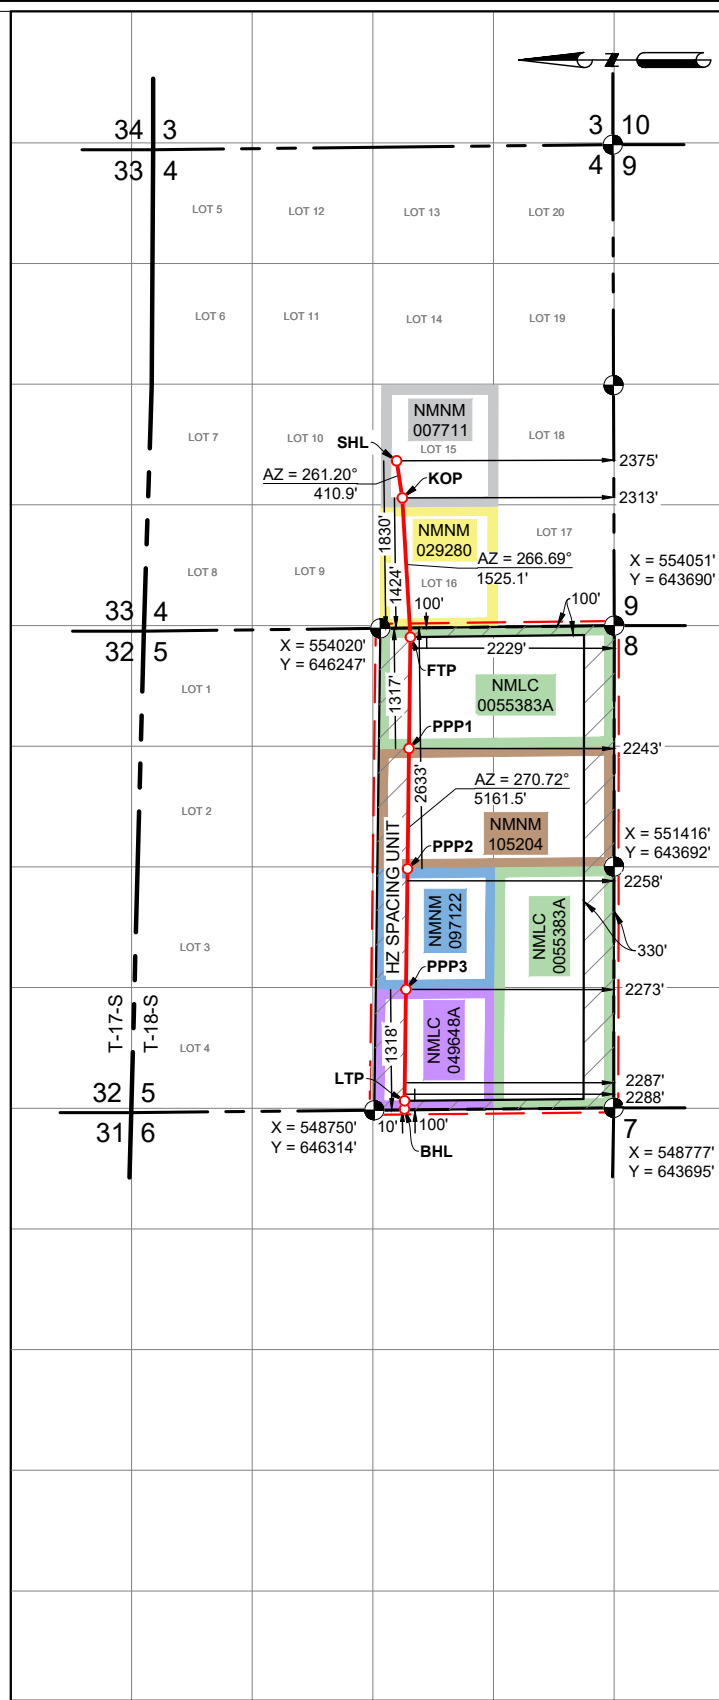 Z
34 3
33 4
3 10
4 9
LOT 5
LOT 12
LOT 13
LOT 20
LOT 6
LOT 11
LOT 14
LOT 19
NMNM
007711
LOT 7
LOT 10
LOT 15
LOT 18
SHL
2375'
AZ = 261.20°
410.9'
KOP
2313'
1830'
1424'
NMNM
029280
LOT 17
AZ = 266.69°
1525.1'
X = 554051'
Y = 643690'
LOT 8
LOT 9
LOT 16
100'
100'
33 4
32 5
9
8
X = 554020'
Y = 646247'
2229'
FTP
LOT 1
1317'
NMLC
0055383A
PPP1
2243'
2633'
AZ = 270.72°
5161.5'
LOT 2
NMNM
105204
X = 551416'
Y = 643692'
HZ SPACING UNIT
PPP2
2258'
NMNM
097122
NMLC
0055383A
LOT 3
330'
PPP3
2273'
T-17-S
T-18-S
1318'
NMLC
049648A
LOT 4
LTP
2287'
2288'
32 5
31 6
X = 548750'
Y = 646314'
10'
100'
BHL
7
X = 548777'
Y = 643695'